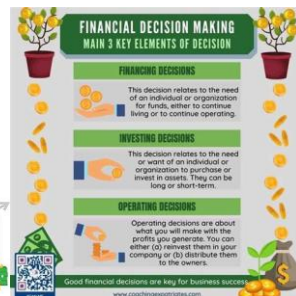 FINANCIAL DECISION MAKING
MAIN 3 KEY ELEMENTS OF DECISION
FINANCING DECISIONS
This decision relates to the need
of an individual or organization
for funds, either to continue
living or to continue operating.
INVESTING DECISIONS
This decision relates to the need
or want of an individual or
organization to purchase or
invest in assets. They can be
long or short-term.
OPERATING DECISIONS
Operating decisions are about
what you will make with the
profits you generate. You can
either (a) reinvest them in your
company or (b) distribute them
to the owners.
Good financial decisions are key for business success
www.coachingexpatriates.com